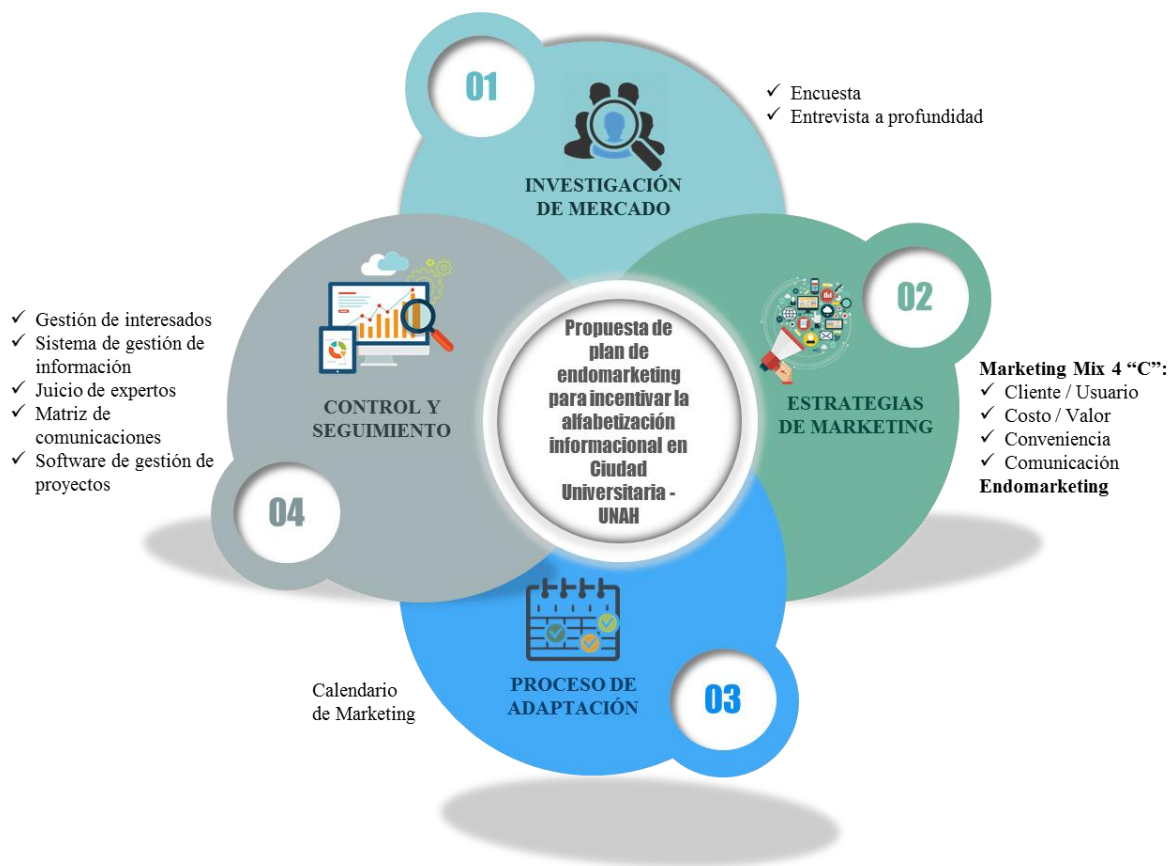 01
INVESTIGACIÓN
DE MERCADO
✓ Encuesta
✓ Entrevista a profundidad
02
ESTRATEGIAS
DE MARKETING
Marketing Mix 4 “C”:
✓ Cliente / Usuario
✓ Costo / Valor
✓ Conveniencia
✓ Comunicación
Endomarketing
Propuesta de
plan de
endomarketing
para incentivar la
alfabetización
informacional en
Ciudad
Universitaria -
UNAH
03
PROCESO DE
ADAPTACIÓN
Calendario
de Marketing
04
CONTROL Y
SEGUIMIENTO
✓ Gestión de interesados
✓ Sistema de gestión de
información
✓ Juicio de expertos
✓ Matriz de
comunicaciones
✓ Software de gestión de
proyectos